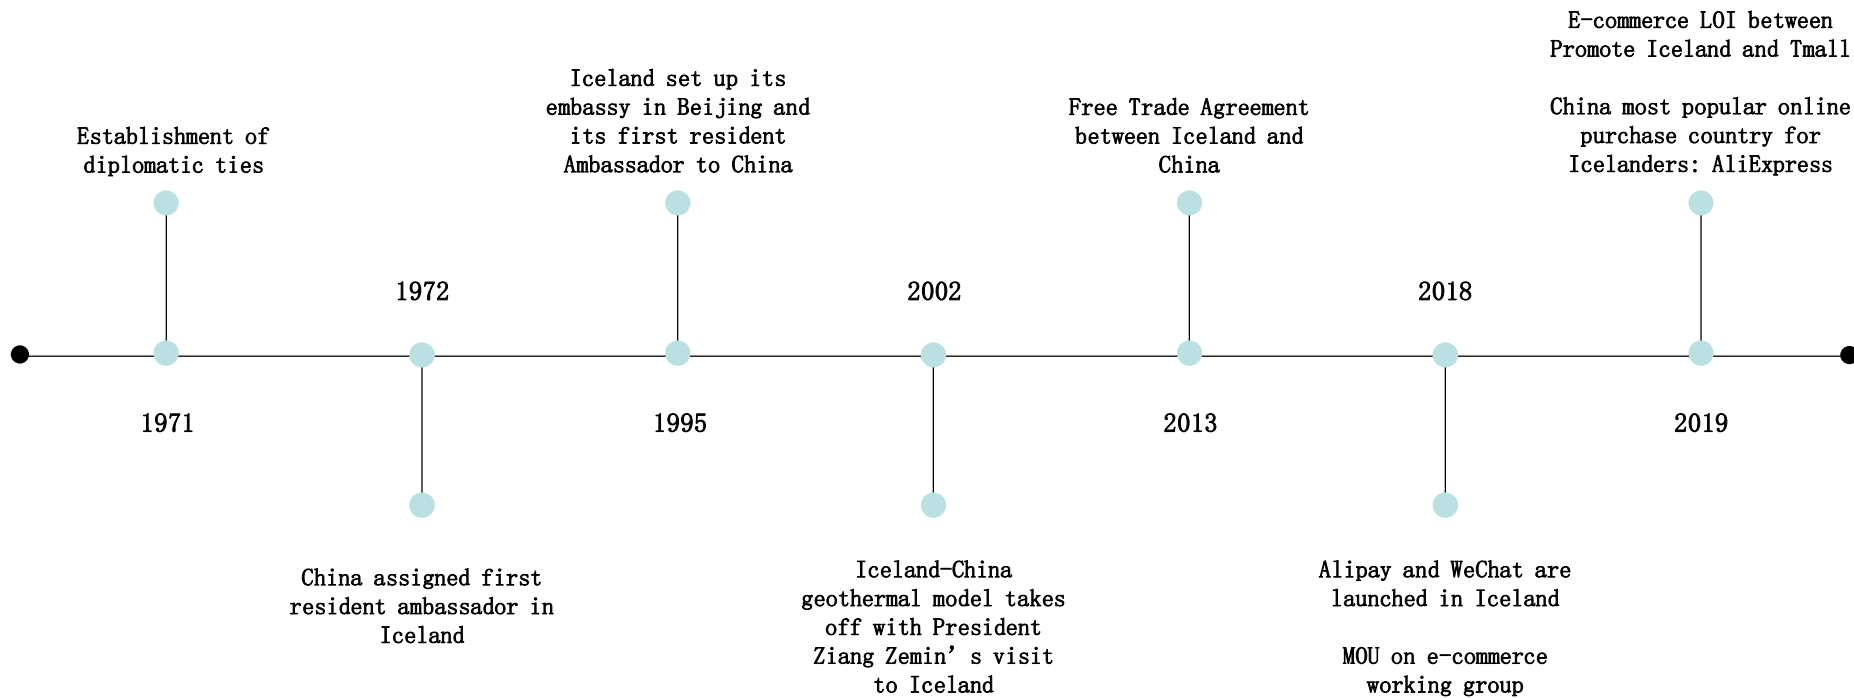 Establishment of
diplomatic ties
1971
1972
China assigned first
resident ambassador in
Iceland
Iceland set up its
embassy in Beijing and
its first resident
Ambassador to China
1995
2002
Iceland-China
geothermal model takes
off with President
Ziang Zemin’s visit
to Iceland
Free Trade Agreement
between Iceland and
China
2013
2018
Alipay and WeChat are
launched in Iceland
MOU on e-commerce
working group
E-commerce LOI between
Promote Iceland and Tmall
China most popular online
purchase country for
Icelanders: AliExpress
2019